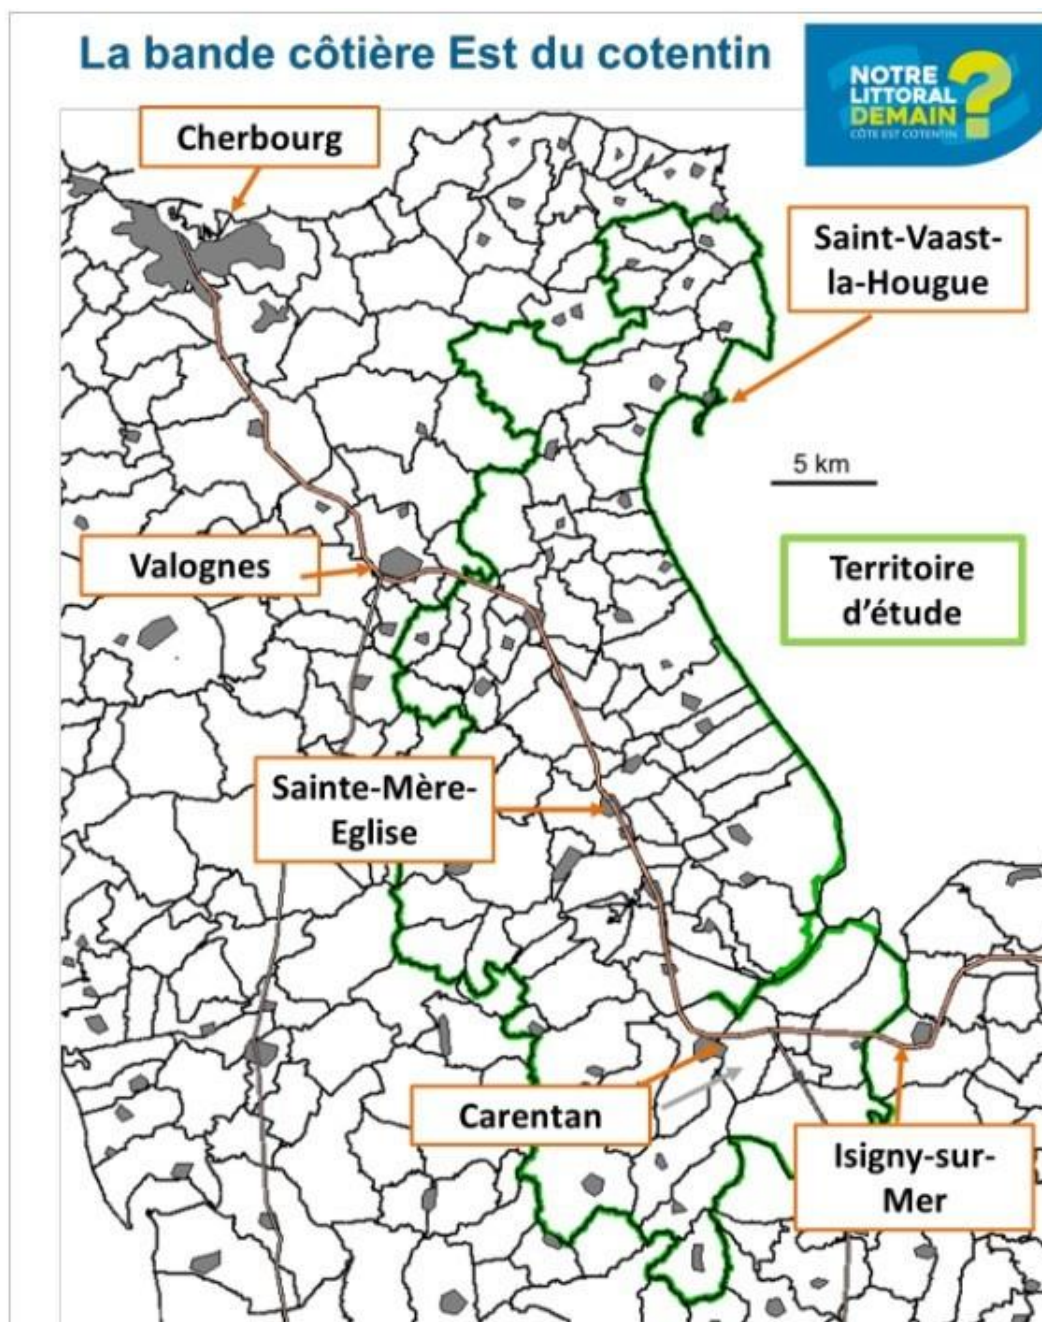 La bande côtière Est du cotentin
NOTRE
LITTORAL
DEMAIN
?
CÔTE EST COTENTIN
Cherbourg
Saint-Vaast-
la-Hougue
5 km
Valognes
Territoire
d'étude
Sainte-Mère-
Eglise
Carentan
Isigny-sur-
Mer